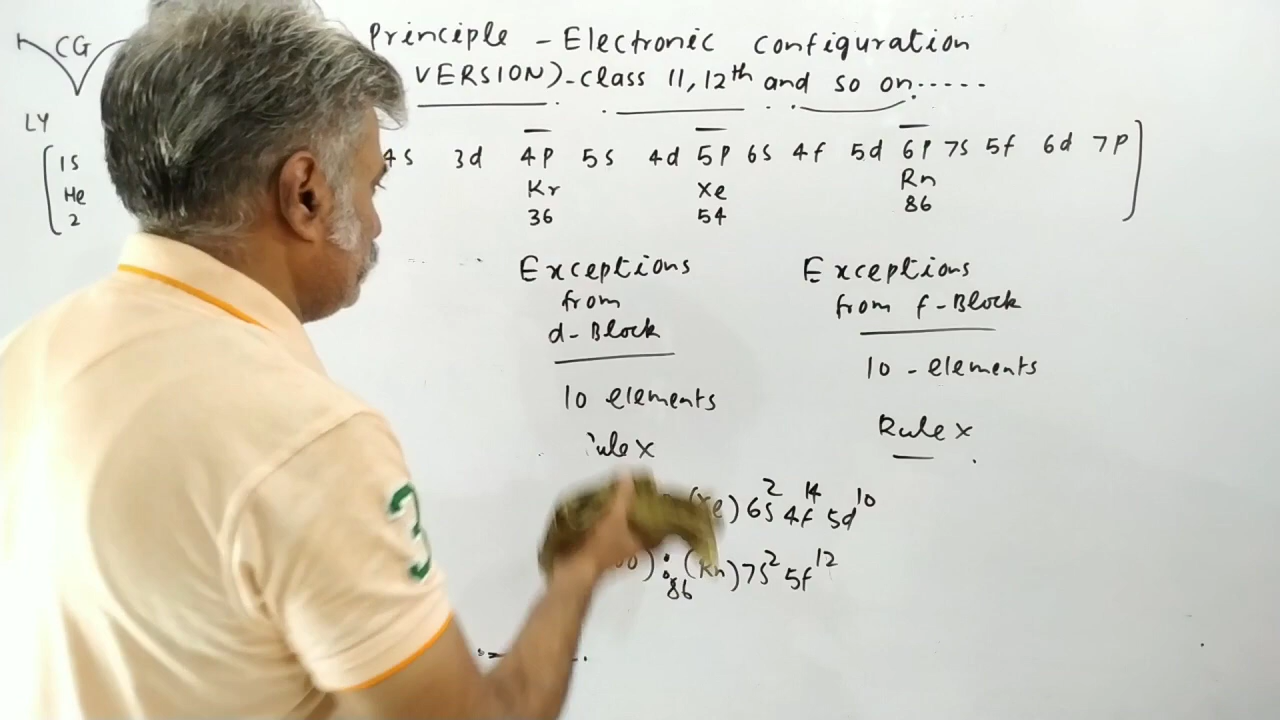 CG
Principle - Electronic configuration
VERSION) - Class 11, 12th and so on.....
LY
1s 4s 3d 4P 5s 4d 5P 6s 4f 5d 6P 7s 5f 6d 7P
He Kr Xe Rn
2 36 54 86
Exceptions
from
d-Block
10 elements
Rule x
Exceptions
from f-Block
10 - elements
Rule x
6s² 4f¹⁴ 5d¹⁰
) : (Rn) 7s² 5f¹²
86
3